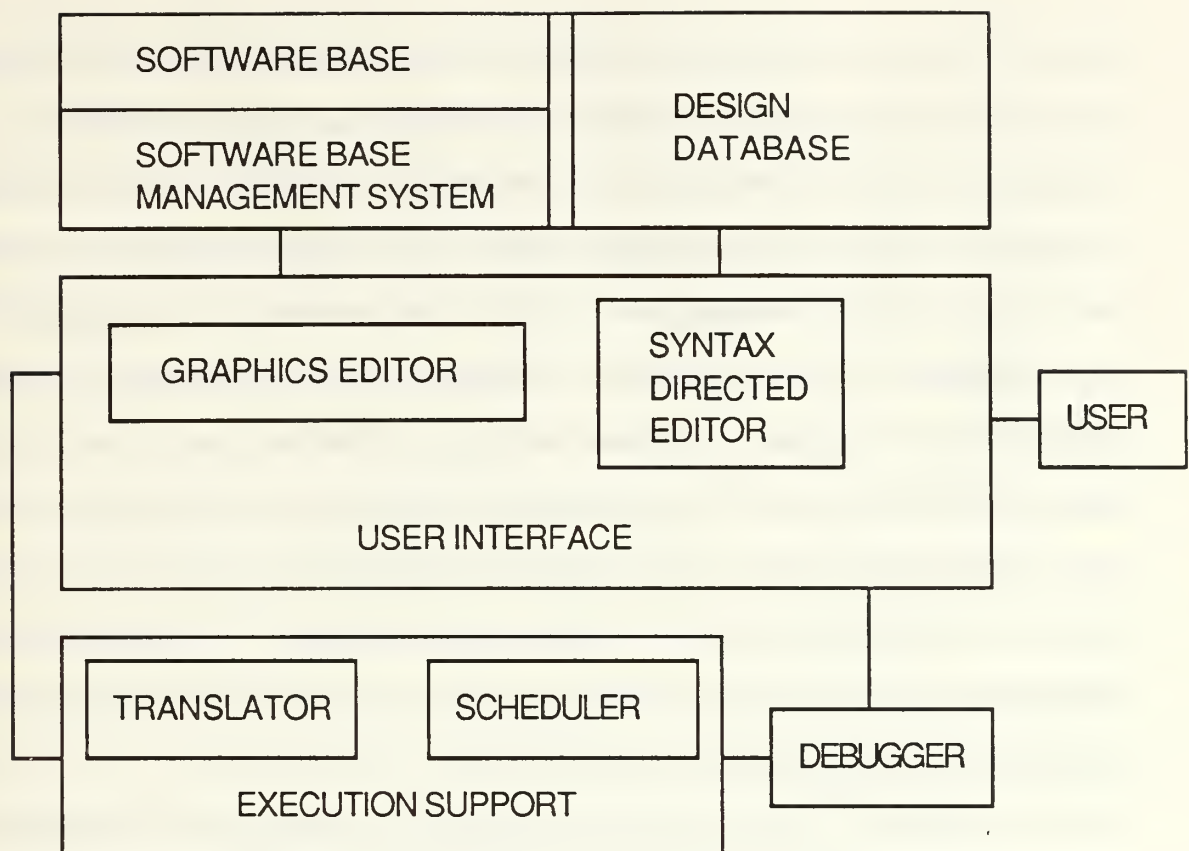 SOFTWARE BASE
SOFTWARE BASE
MANAGEMENT SYSTEM
DESIGN
DATABASE
GRAPHICS EDITOR
SYNTAX
DIRECTED
EDITOR
USER
USER INTERFACE
TRANSLATOR
SCHEDULER
DEBUGGER
EXECUTION SUPPORT